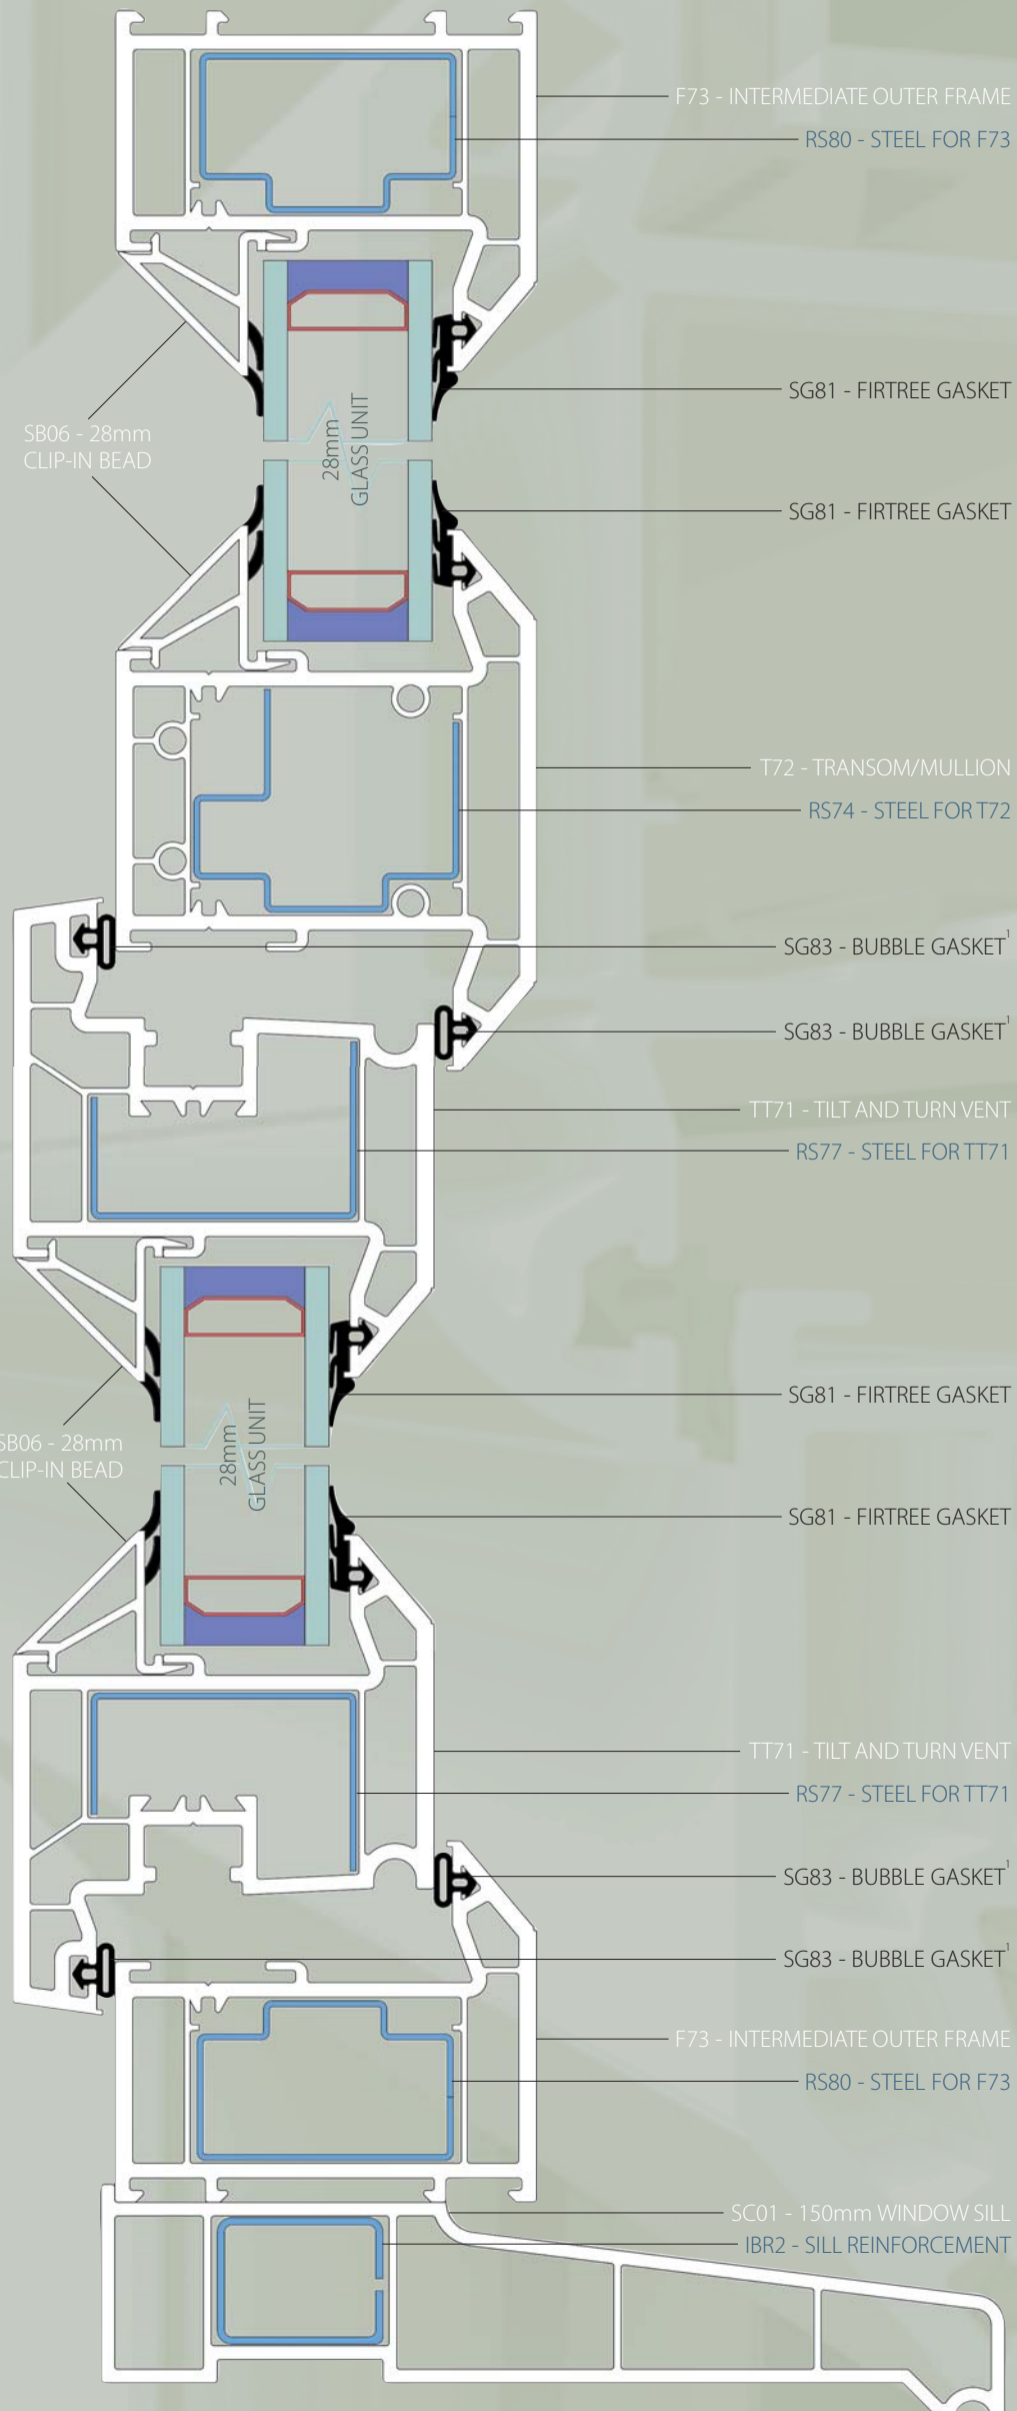 F73 - INTERMEDIATE OUTER FRAME
RS80 - STEEL FOR F73
SG81 - FIRTREE GASKET
SB06 - 28mm
CLIP-IN BEAD
28mm
GLASS UNIT
SG81 - FIRTREE GASKET
T72 - TRANSOM/MULLION
RS74 - STEEL FOR T72
SG83 - BUBBLE GASKET¹
SG83 - BUBBLE GASKET¹
TT71 - TILT AND TURN VENT
RS77 - STEEL FOR TT71
SG81 - FIRTREE GASKET
SB06 - 28mm
CLIP-IN BEAD
28mm
GLASS UNIT
SG81 - FIRTREE GASKET
TT71 - TILT AND TURN VENT
RS77 - STEEL FOR TT71
SG83 - BUBBLE GASKET¹
SG83 - BUBBLE GASKET¹
F73 - INTERMEDIATE OUTER FRAME
RS80 - STEEL FOR F73
SC01 - 150mm WINDOW SILL
IBR2 - SILL REINFORCEMENT